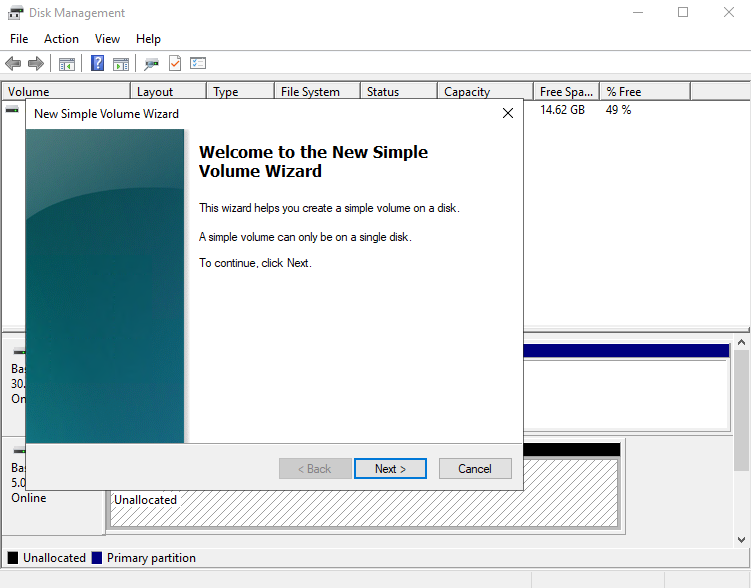 Disk Management
File Action View Help
Volume Layout Type File System Status Capacity Free Spa... % Free
14.62 GB 49 %
New Simple Volume Wizard
Welcome to the New Simple
Volume Wizard
This wizard helps you create a simple volume on a disk.
A simple volume can only be on a single disk.
To continue, click Next.
< Back Next > Cancel
Bas
30.
On
Bas
5.0
Online
Unallocated
Unallocated Primary partition